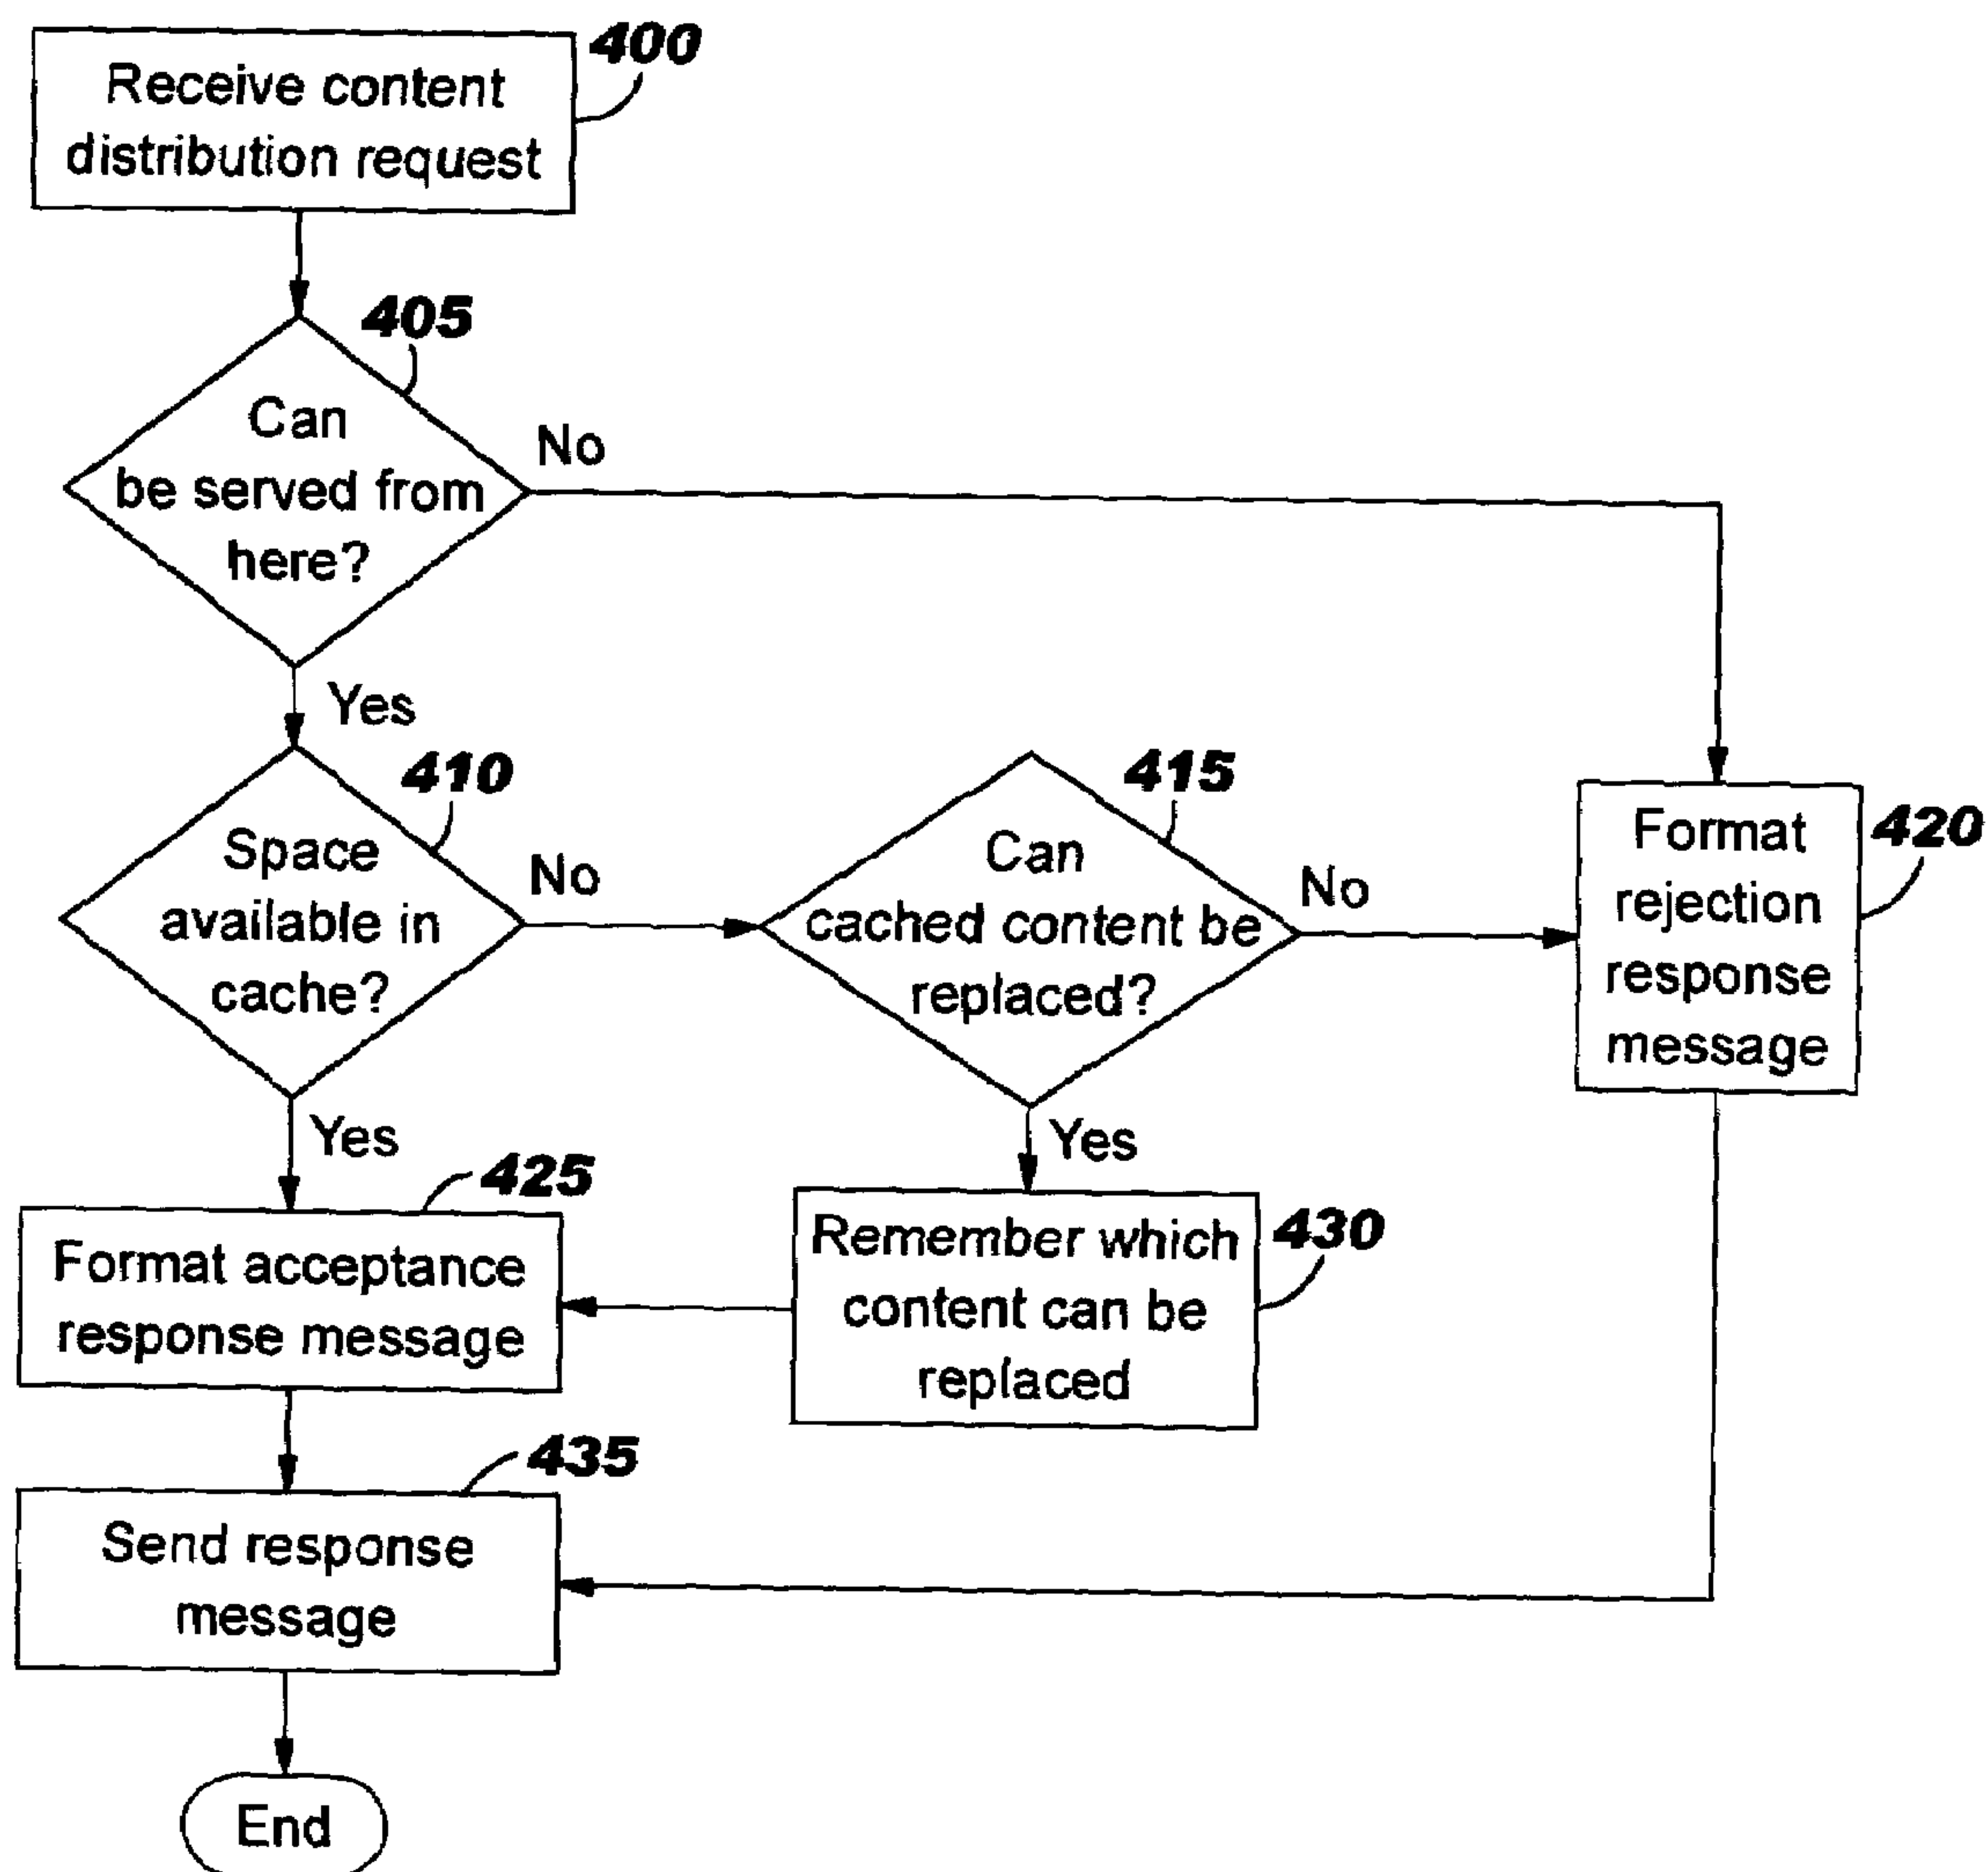 Receive content
distribution request
400
405
Can
be served from
here?
No
Yes
410
Space
available in
cache?
No
415
Can
cached content be
replaced?
No
420
Format
rejection
response
message
Yes
425
Format acceptance
response message
Yes
430
Remember which
content can be
replaced
435
Send response
message
End